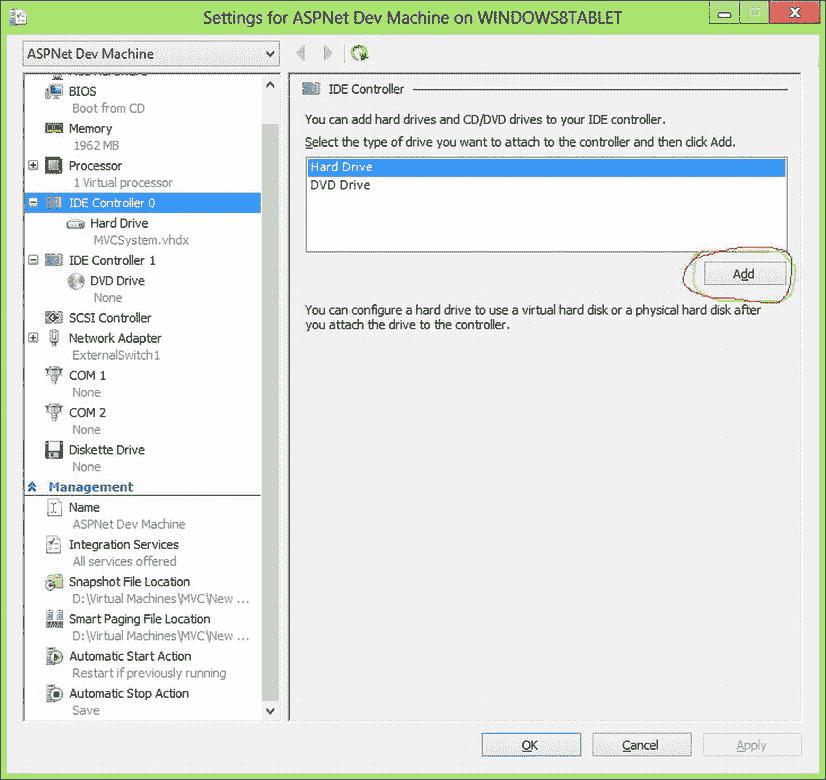 Settings for ASPNet Dev Machine on WINDOWS8TABLET
ASPNet Dev Machine
BIOS
Boot from CD
Memory
1962 MB
Processor
1 Virtual processor
IDE Controller 0
Hard Drive
MVCSystem.vhdx
IDE Controller 1
DVD Drive
None
SCSI Controller
Network Adapter
ExternalSwitch1
COM 1
None
COM 2
None
Diskette Drive
None
Management
Name
ASPNet Dev Machine
Integration Services
All services offered
Snapshot File Location
D:\Virtual Machines\MVC\New ...
Smart Paging File Location
D:\Virtual Machines\MVC\New ...
Automatic Start Action
Restart if previously running
Automatic Stop Action
Save
IDE Controller
You can add hard drives and CD/DVD drives to your IDE controller.
Select the type of drive you want to attach to the controller and then click Add.
Hard Drive
DVD Drive
Add
You can configure a hard drive to use a virtual hard disk or a physical hard disk after
you attach the drive to the controller.
OK
Cancel
Apply